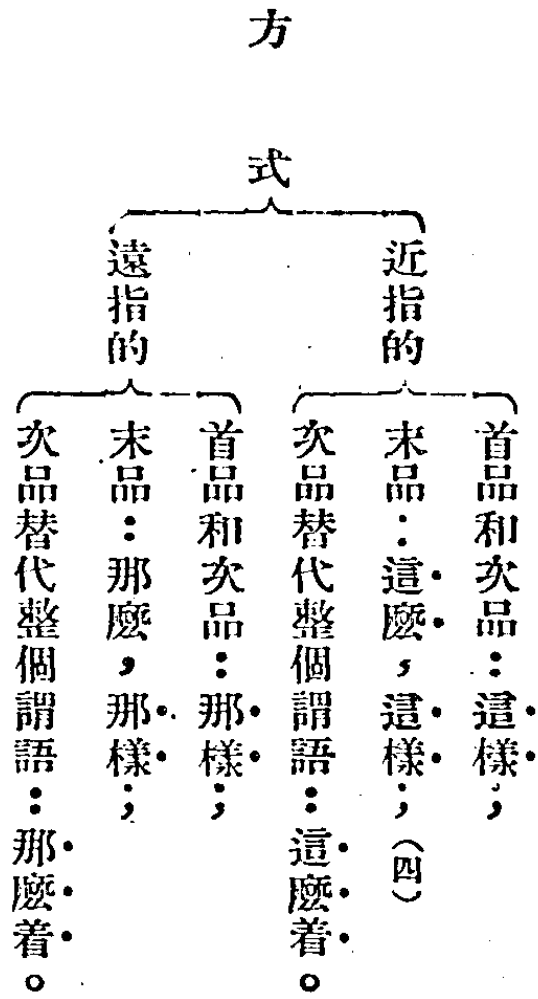 方式
近指的
首品和次品：這樣；
末品：這麼，這樣；（四）
次品替代整個謂語：這麼着。
遠指的
首品和次品：那樣；
末品：那麼，那樣；
次品替代整個謂語：那麼着。